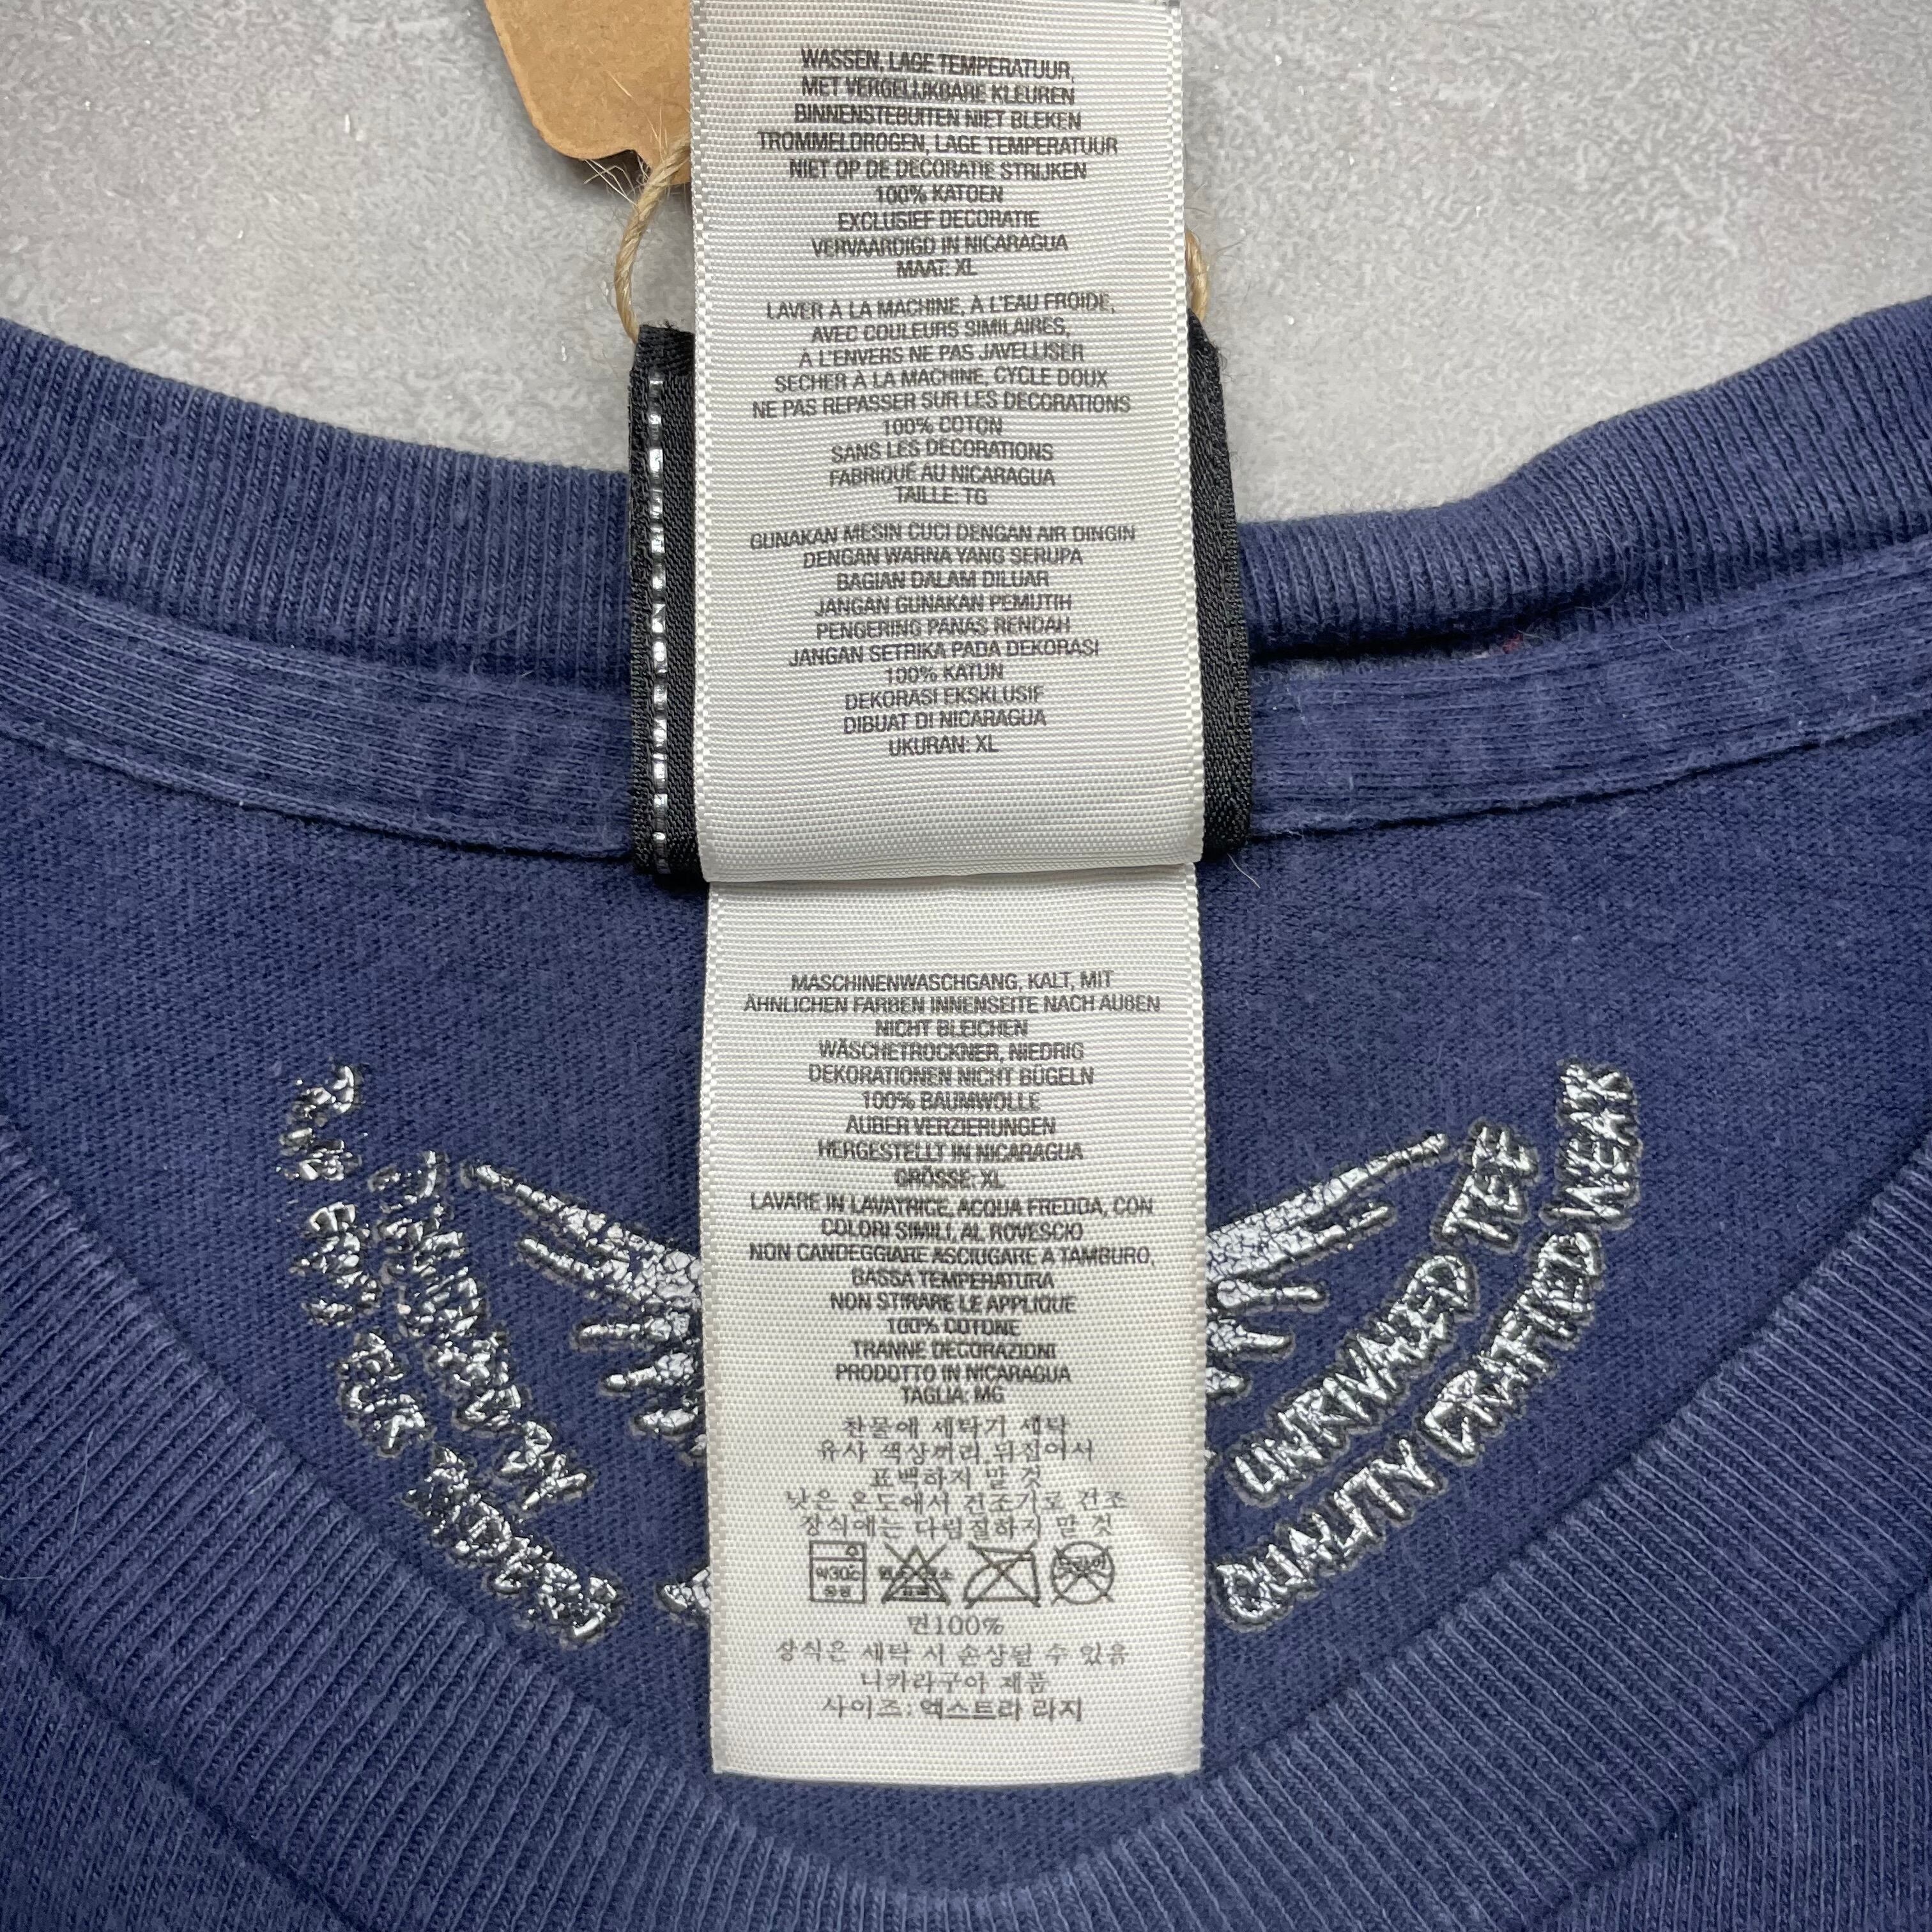 WASSEN, LAGE TEMPERATUUR,
MET VERGELIJKBARE KLEUREN
BINNENSTEBUITEN NIET BLEKEN
TROMMELDROGEN, LAGE TEMPERATUUR
NIET OP DE DECORATIE STRIJKEN
100% KATOEN
EXCLUSIEF DECORATIE
VERVAARDIGD IN NICARAGUA
MAAT: XL
LAVER À LA MACHINE, À L'EAU FROIDE,
AVEC COULEURS SIMILAIRES,
À L'ENVERS NE PAS JAVELLISER
SECHER À LA MACHINE, CYCLE DOUX
NE PAS REPASSER SUR LES DECORATIONS
100% COTON
SANS LES DECORATIONS
FABRIQUÉ AU NICARAGUA
TAILLE: TG
GUNAKAN MESIN CUCI DENGAN AIR DINGIN
DENGAN WARNA YANG SERUPA
BAGIAN DALAM DILUAR
JANGAN GUNAKAN PEMUTIH
PENGERING PANAS RENDAH
JANGAN SETRIKA PADA DEKORASI
100% KATUN
DEKORASI EKSKLUSIF
DIBUAT DI NICARAGUA
UKURAN: XL
MASCHINENWASCHGANG, KALT, MIT
ÄHNLICHEN FARBEN INNENSEITE NACH AUßEN
NICHT BLEICHEN
WÄSCHETROCKNER, NIEDRIG
DEKORATIONEN NICHT BÜGELN
100% BAUMWOLLE
AUßER VERZIERUNGEN
HERGESTELLT IN NICARAGUA
GRÖSSE: XL
LAVARE IN LAVATRICE, ACQUA FREDDA, CON
COLORI SIMILI, AL ROVESCIO
NON CANDEGGIARE ASCIUGARE A TAMBURO,
BASSA TEMPERATURA
NON STIRARE LE APPLIQUE
100% COTONE
TRANNE DECORAZIONI
PRODOTTO IN NICARAGUA
TAGLIA: MG
찬물에 세탁기 세탁
유사 색상끼리,뒤집어서
표백하지 말 것
낮은 온도에서 건조기로 건조
장식에는 다림질하지 말 것
약30℃
면100%
장식은 세탁 시 손상될 수 있음
니카라구아 제품
사이즈: 엑스트라 라지
BY
FOR RIDERS
UNRIVALED TEE
QUALITY CRAFTED WEAR